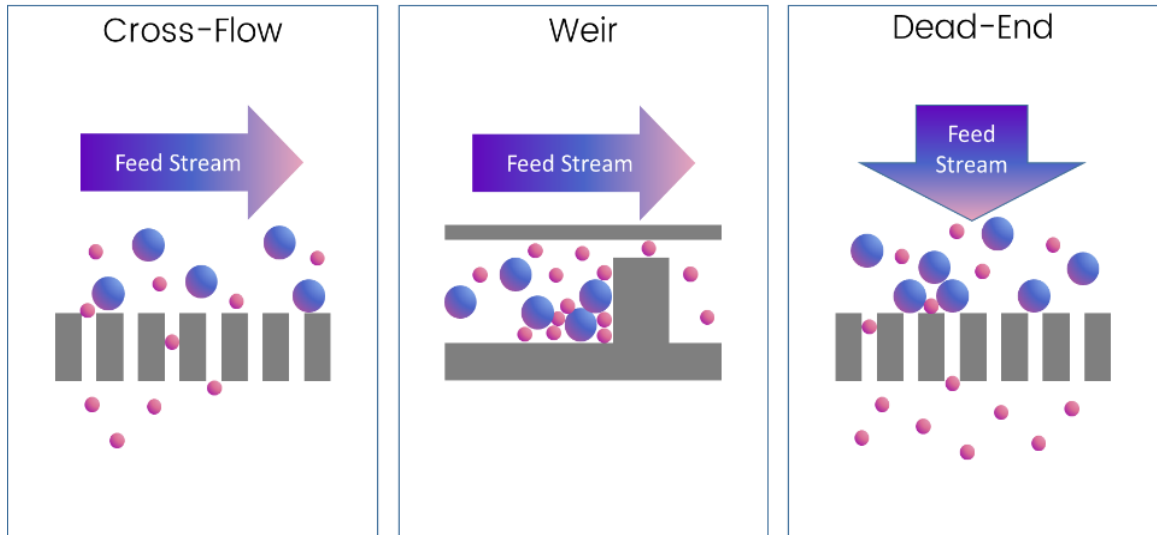 Cross-Flow
Feed Stream
Weir
Feed Stream
Dead-End
Feed
Stream